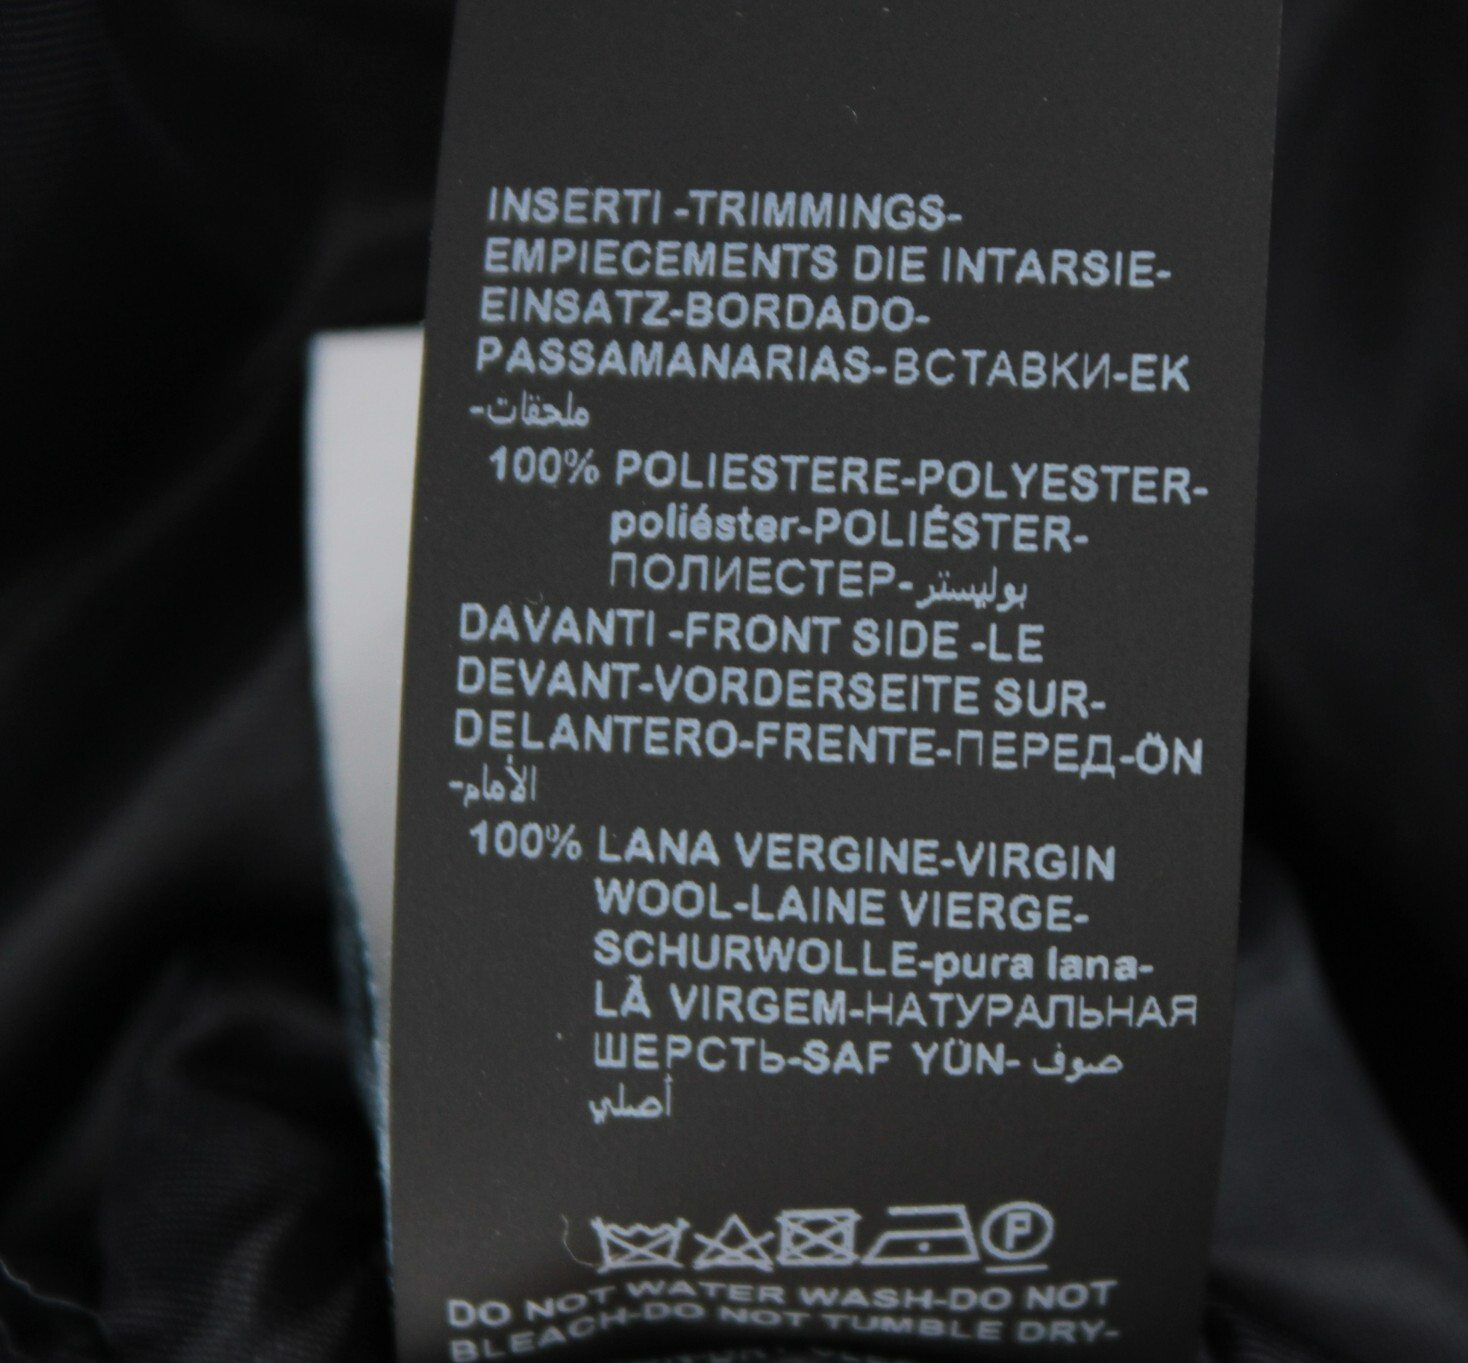 INSERTI -TRIMMINGS-
EMPIECEMENTS DIE INTARSIE-
EINSATZ-BORDADO-
PASSAMANARIAS-ВСТАВКИ-EK
-ملحقات
100% POLIESTERE-POLYESTER-
poliéster-POLIÉSTER-
ПОЛИЕСТЕР-بوليستر
DAVANTI -FRONT SIDE -LE
DEVANT-VORDERSEITE SUR-
DELANTERO-FRENTE-ПЕРЕД-ÖN
-الأمام
100% LANA VERGINE-VIRGIN
WOOL-LAINE VIERGE-
SCHURWOLLE-pura lana-
LÃ VIRGEM-НАТУРАЛЬНАЯ
ШЕРСТЬ-SAF YÜN- صوف
أصلي
P
DO NOT WATER WASH-DO NOT
BLEACH-DO NOT TUMBLE DRY-